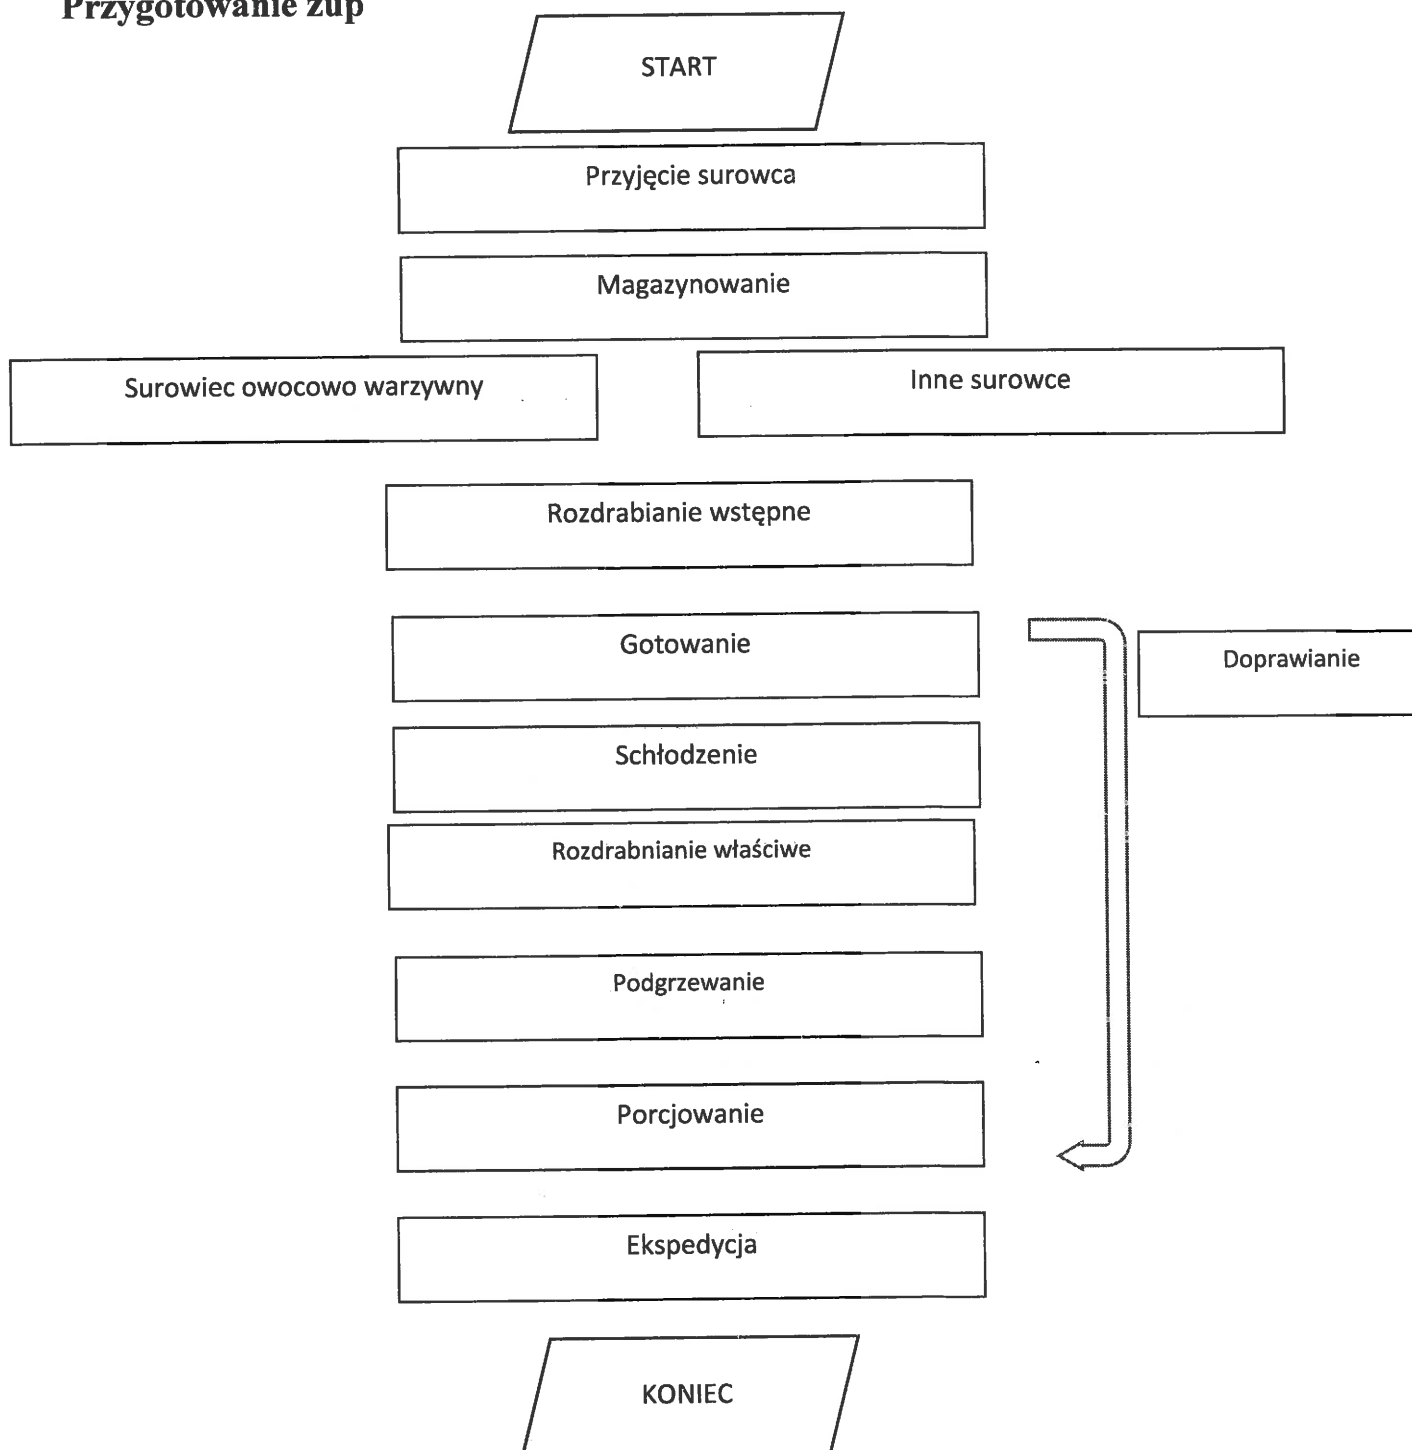 Przygotowanie zup
START
Przyjęcie surowca
Magazynowanie
Surowiec owocowo warzywny
Inne surowce
Rozdrabianie wstępne
Gotowanie
Doprawianie
Schłodzenie
Rozdrabnianie właściwe
Podgrzewanie
Porcjowanie
Ekspedycja
KONIEC